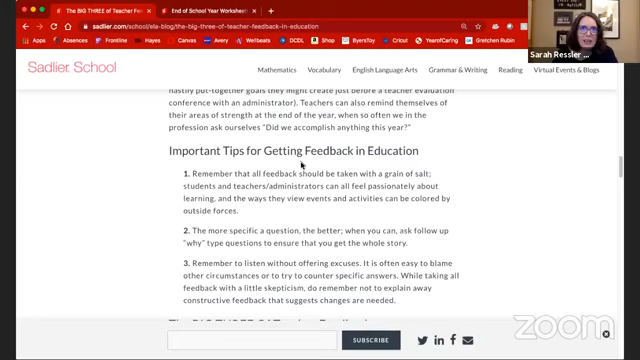 The BIG THREE of Teacher Fe
End of School Year Workshe
sadlier.com/school/ela-blog/the-big-three-of-teacher-feedback-in-education
Aqua
Absences
ATN
Bongo
Avery
Wellbeats
DCDL
Short
YearofCaring
Gretchen Rubin
Sarah Ressler ...
Sadlier School
Mathematics
Vocabulary
English Language Arts
Grammar & Writing
Reading
Virtual Events & Blogs
hastily put-together goals they might create just before a teacher evaluation
conference with an administrator). Teachers can also remind themselves of
their areas of strength at the end of the year, when so often we in the
profession ask ourselves “Did we accomplish anything this year?”
Important Tips for Getting Feedback in Education
1. Remember that all feedback should be taken with a grain of salt;
students and teachers/administrators can all feel passionately about
learning, and the ways they view events and activities can be colored by
outside forces.
2. The more specific a question, the better; when you can, ask follow up
“why” type questions to ensure that you get the whole story.
3. Remember to listen without offering excuses. It is often easy to blame
other circumstances or to try to counter specific answers. While taking all
feedback with a little skepticism, do remember not to explain away
constructive feedback that suggests changes are needed.
SUBSCRIBE
zoom